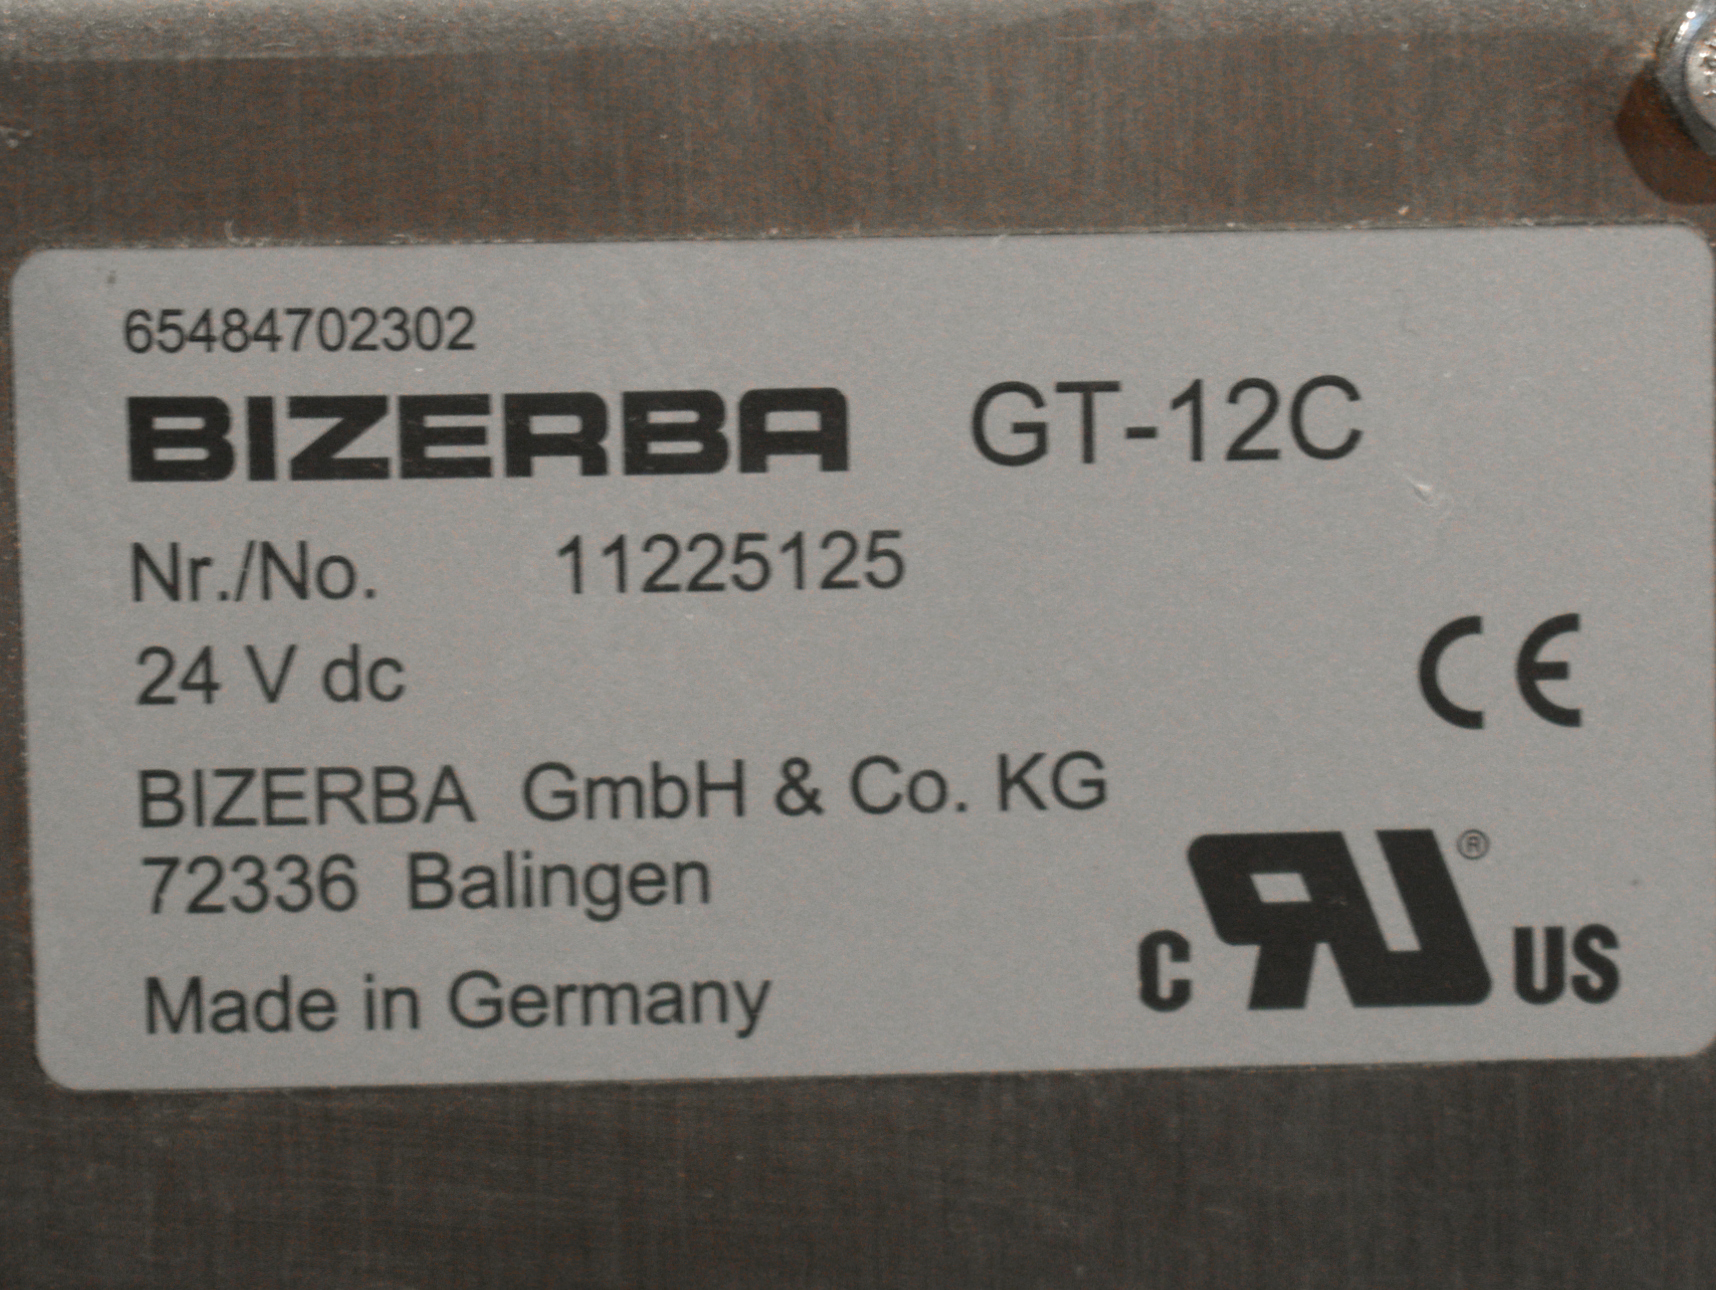 65484702302
BIZERBA GT-12C
Nr./No. 11225125
24 V dc
CE
BIZERBA GmbH & Co. KG
72336 Balingen
®
C RU US
Made in Germany